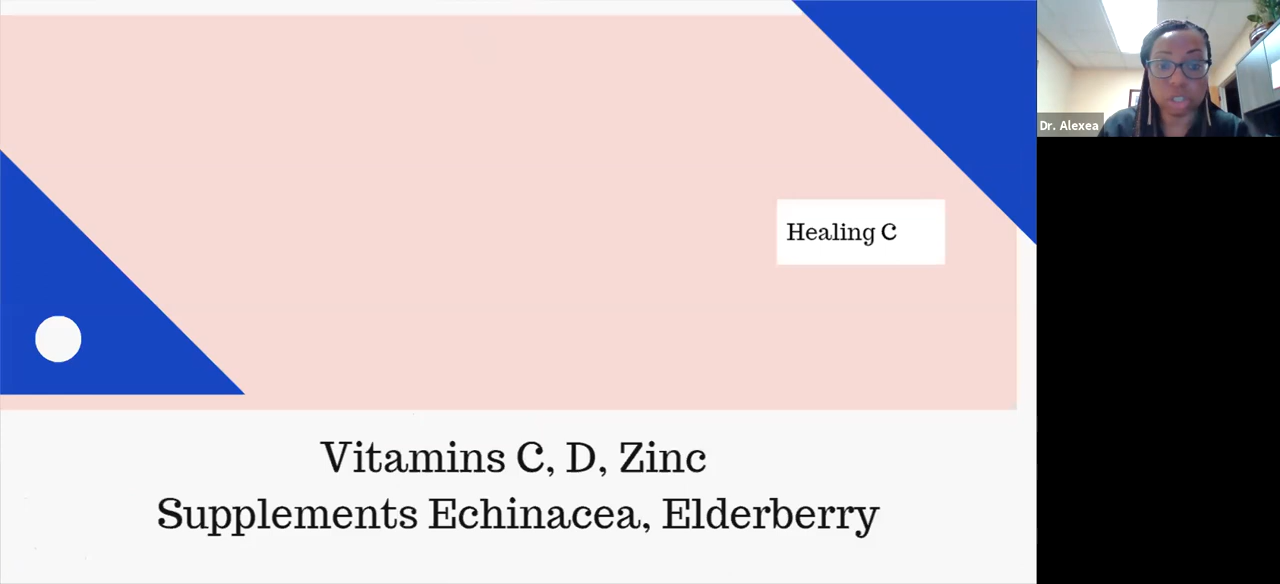 Healing C
Vitamins C, D, Zinc
Supplements Echinacea, Elderberry
Dr. Alexea